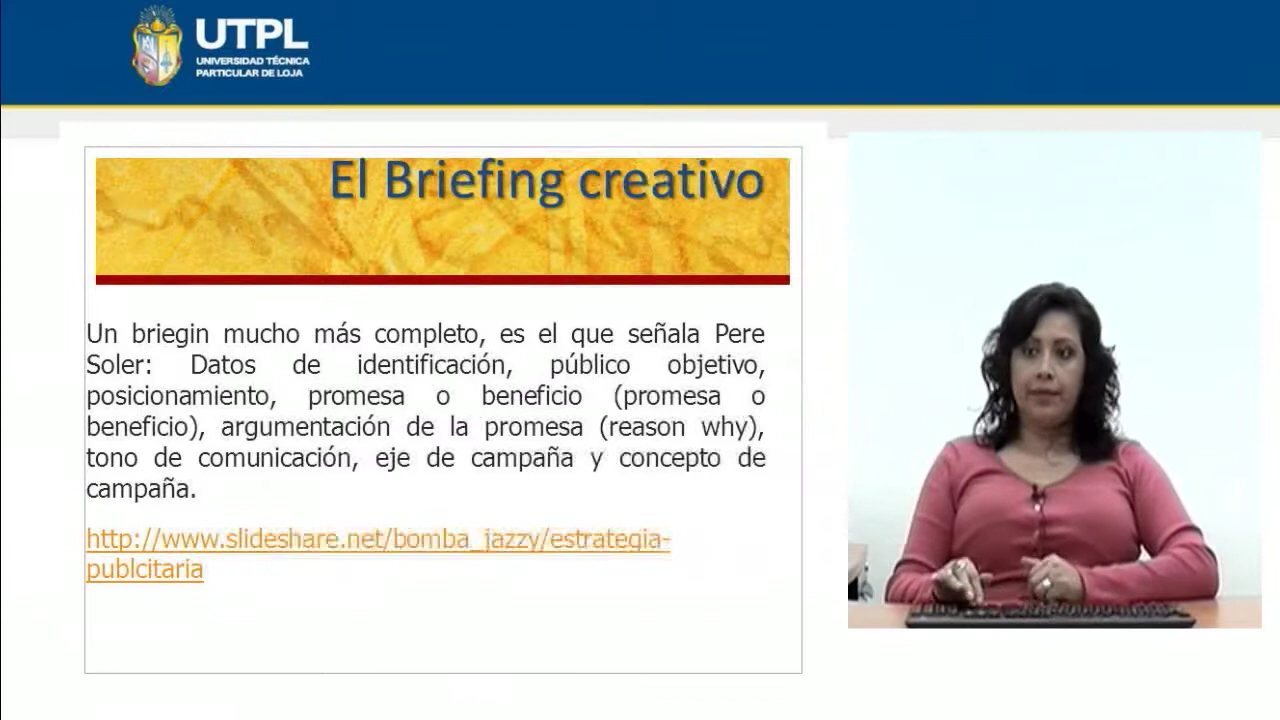 UTPL
UNIVERSIDAD TÉCNICA
PARTICULAR DE LOJA
El Briefing creativo
Un briegin mucho más completo, es el que señala Pere
Soler: Datos de identificación, público objetivo,
posicionamiento, promesa o beneficio (promesa o
beneficio), argumentación de la promesa (reason why),
tono de comunicación, eje de campaña y concepto de
campaña.
http://www.slideshare.net/bomba_jazzy/estrategia-
publcitaria